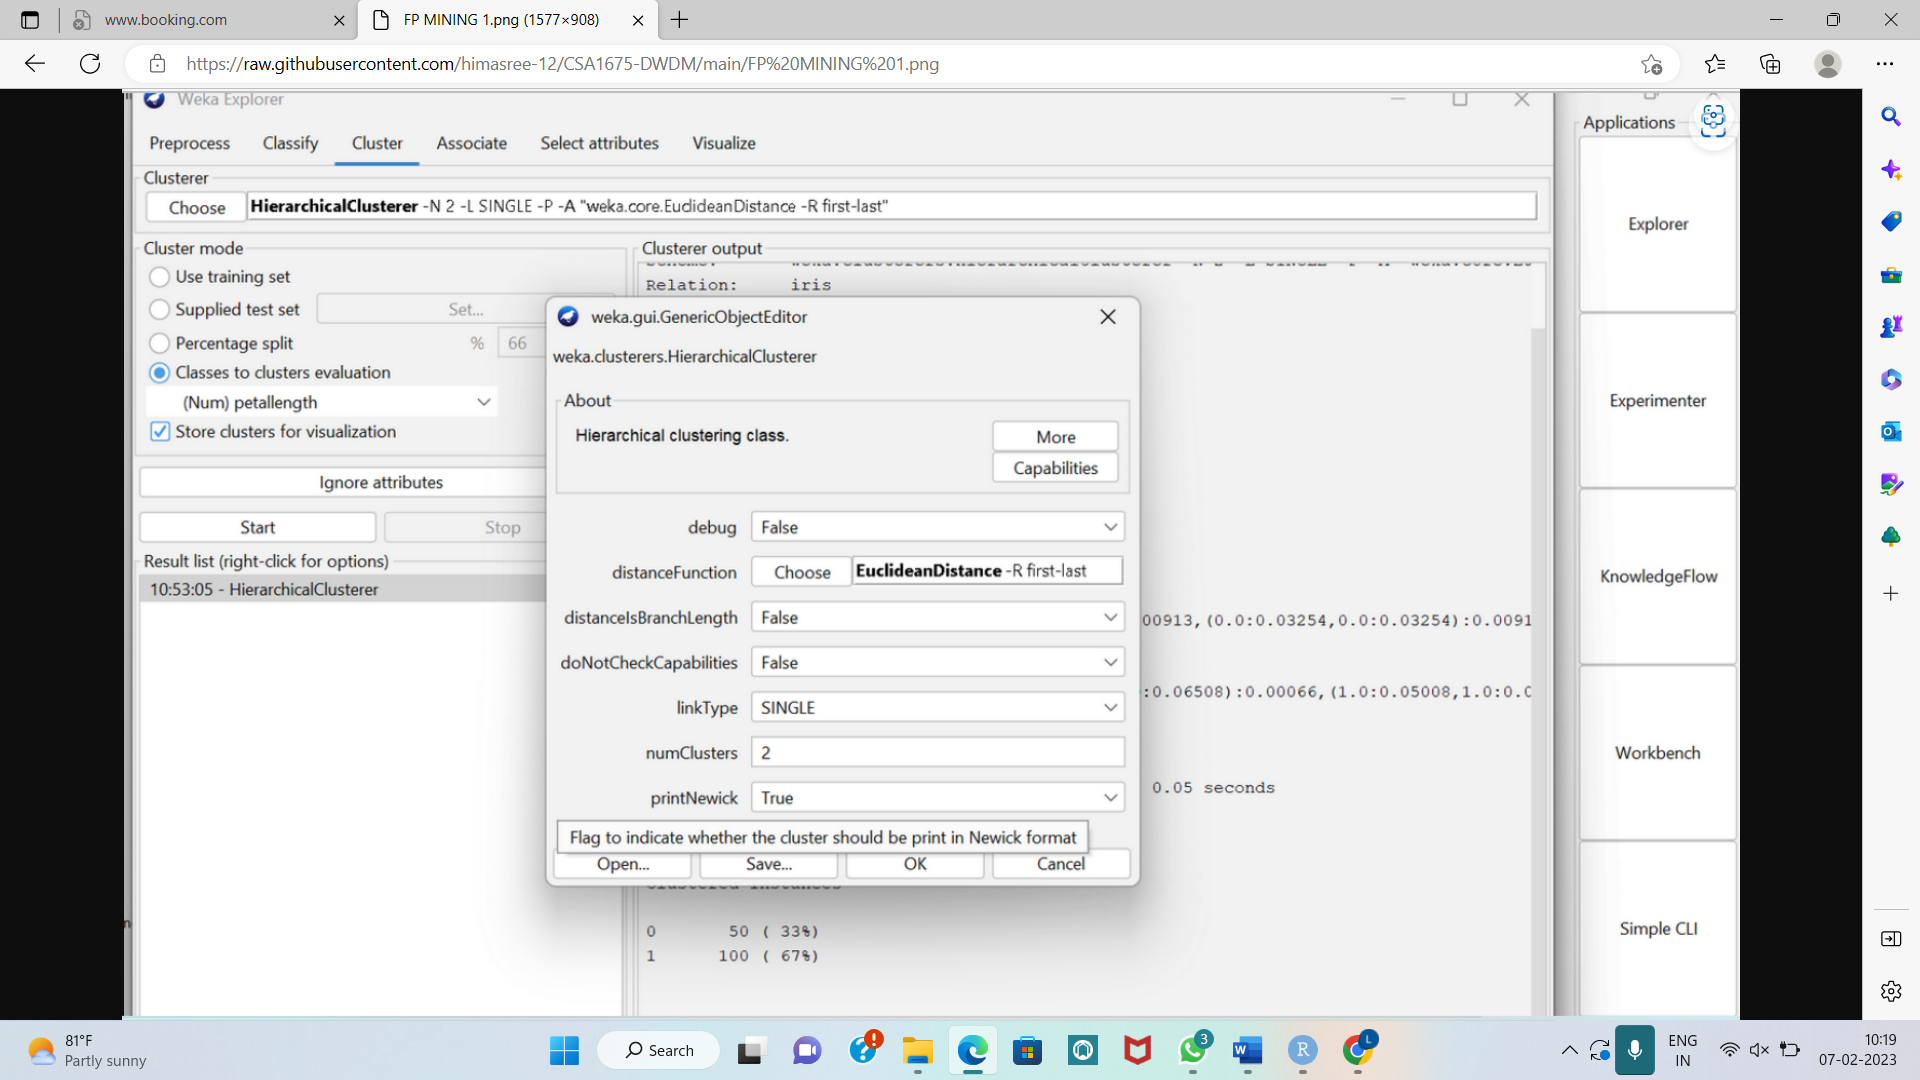 www.booking.com
FP MINING 1.png (1577×908)
https://raw.githubusercontent.com/himasree-12/CSA1675-DWDM/main/FP%20MINING%201.png
Weka Explorer
Preprocess Classify Cluster Associate Select attributes Visualize
Clusterer
Choose HierarchicalClusterer -N 2 -L SINGLE -P -A "weka.core.EuclideanDistance -R first-last"
Cluster mode
Use training set
Supplied test set Set...
Percentage split % 66
Classes to clusters evaluation
(Num) petallength
Store clusters for visualization
Ignore attributes
Start Stop
Result list (right-click for options)
10:53:05 - HierarchicalClusterer
Clusterer output
Relation: iris
weka.gui.GenericObjectEditor
weka.clusterers.HierarchicalClusterer
About
Hierarchical clustering class.
More
Capabilities
debug False
distanceFunction Choose EuclideanDistance -R first-last
distanceIsBranchLength False
doNotCheckCapabilities False
linkType SINGLE
numClusters 2
printNewick True
Flag to indicate whether the cluster should be print in Newick format
Open... Save... OK Cancel
00913,(0.0:0.03254,0.0:0.03254):0.0091
:0.06508):0.00066,(1.0:0.05008,1.0:0.0
0.05 seconds
Clustered Instances
0 50 ( 33%)
1 100 ( 67%)
Applications
Explorer
Experimenter
KnowledgeFlow
Workbench
Simple CLI
81°F
Partly sunny
Search
3
L
ENG
IN
10:19
07-02-2023